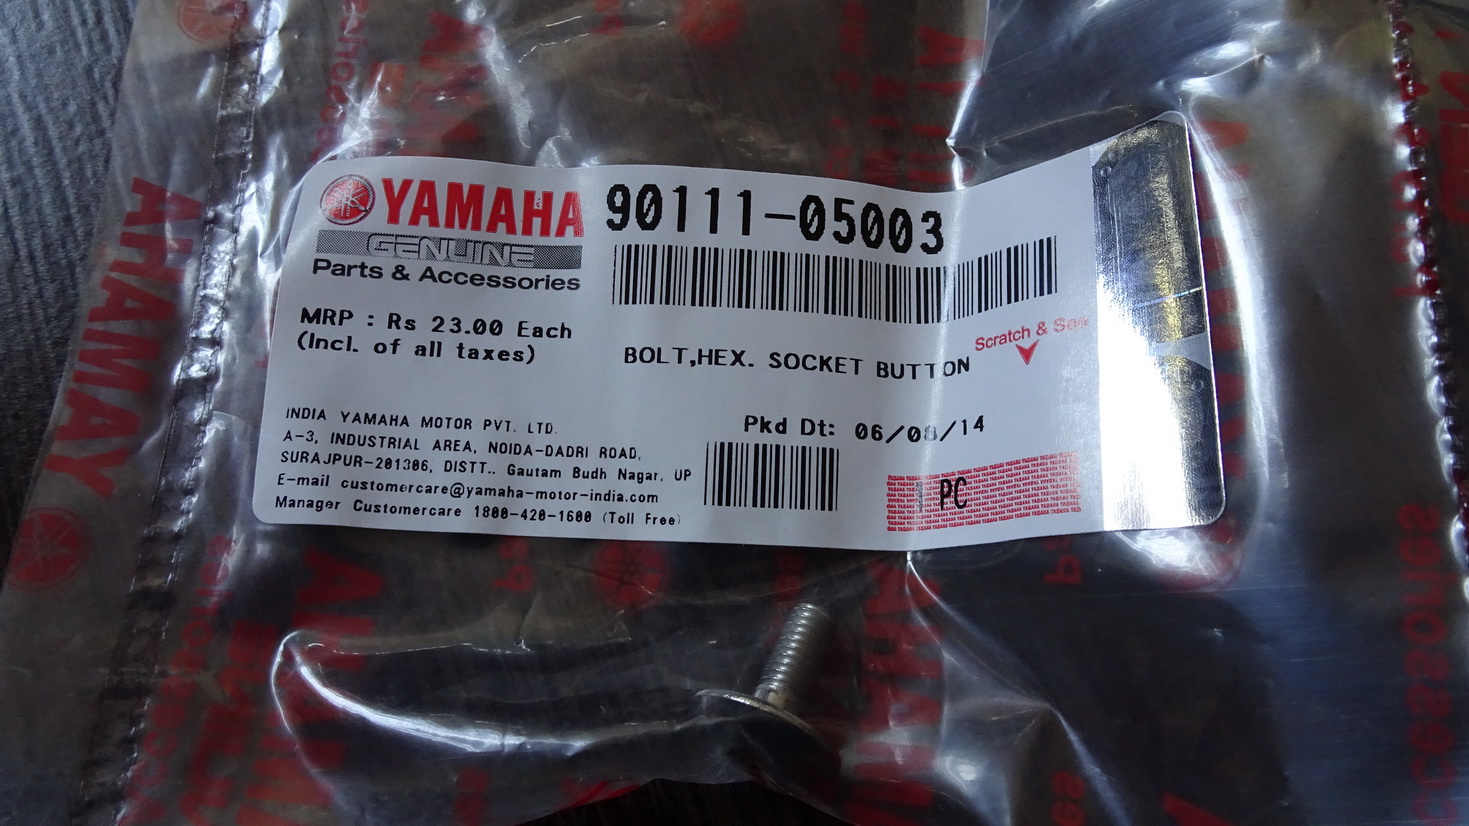 YAMAHA
GENUINE
Parts & Accessories
90111-05003
MRP : Rs 23.00 Each
(Incl. of all taxes)
BOLT,HEX. SOCKET BUTTON
Scratch & See
INDIA YAMAHA MOTOR PVT. LTD.
A-3, INDUSTRIAL AREA, NOIDA-DADRI ROAD,
SURAJPUR-201306, DISTT.. Gautam Budh Nagar, UP
E-mail customercare@yamaha-motor-india.com
Manager Customercare 1800-420-1600 (Toll Free)
Pkd Dt: 06/08/14
1 PC
YAMAHA
Accessories